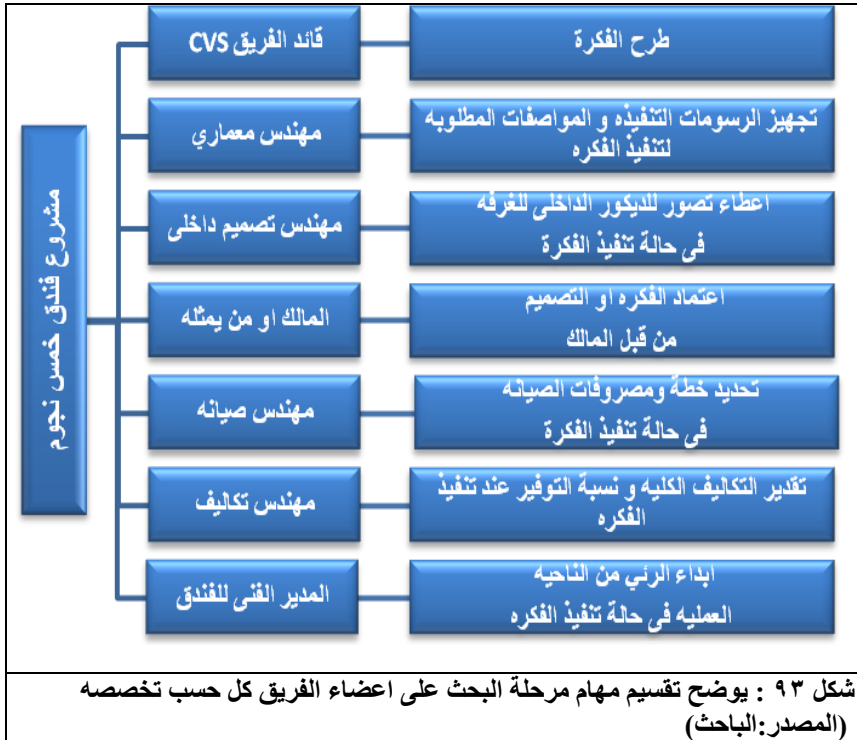 مشروع فندق خمس نجوم
قائد الفريق CVS
طرح الفكرة
مهندس معماري
تجهيز الرسومات التنفيذه و المواصفات المطلوبه
لتنفيذ الفكره
مهندس تصميم داخلى
اعطاء تصور للديكور الداخلى للغرفه
فى حالة تنفيذ الفكرة
المالك او من يمثله
اعتماد الفكره او التصميم
من قبل المالك
مهندس صيانه
تحديد خطة ومصروفات الصيانه
فى حالة تنفيذ الفكرة
مهندس تكاليف
تقدير التكاليف الكليه و نسبة التوفير عند تنفيذ
الفكره
المدير الفنى للفندق
ابداء الرئي من الناحيه
العمليه فى حالة تنفيذ الفكره
شكل ٩٣ : يوضح تقسيم مهام مرحلة البحث على اعضاء الفريق كل حسب تخصصه
(المصدر:الباحث)